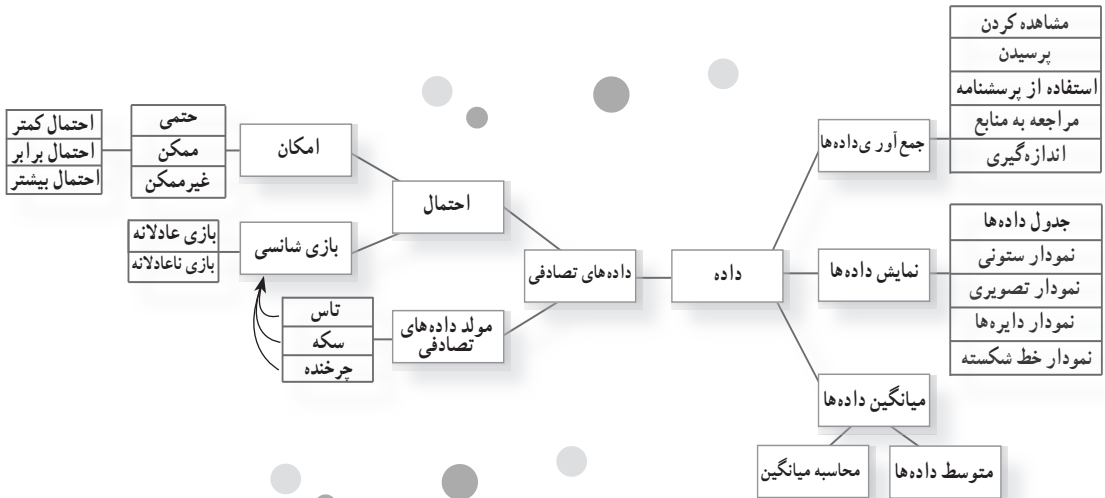 مشاهده کردن
پرسیدن
استفاده از پرسشنامه
مراجعه به منابع
اندازه‌گیری
جمع آور ی‌داده‌ها
جدول داده‌ها
نمودار ستونی
نمودار تصویری
نمودار دایره‌ها
نمودار خط شکسته
نمایش داده‌ها
میانگین داده‌ها
متوسط داده‌ها
محاسبه میانگین
داده
داده‌های تصادفی
احتمال
امکان
حتمی
ممکن
غیرممکن
احتمال کمتر
احتمال برابر
احتمال بیشتر
بازی شانسی
بازی عادلانه
بازی ناعادلانه
مولد داده‌های
تصادفی
تاس
سکه
چرخنده